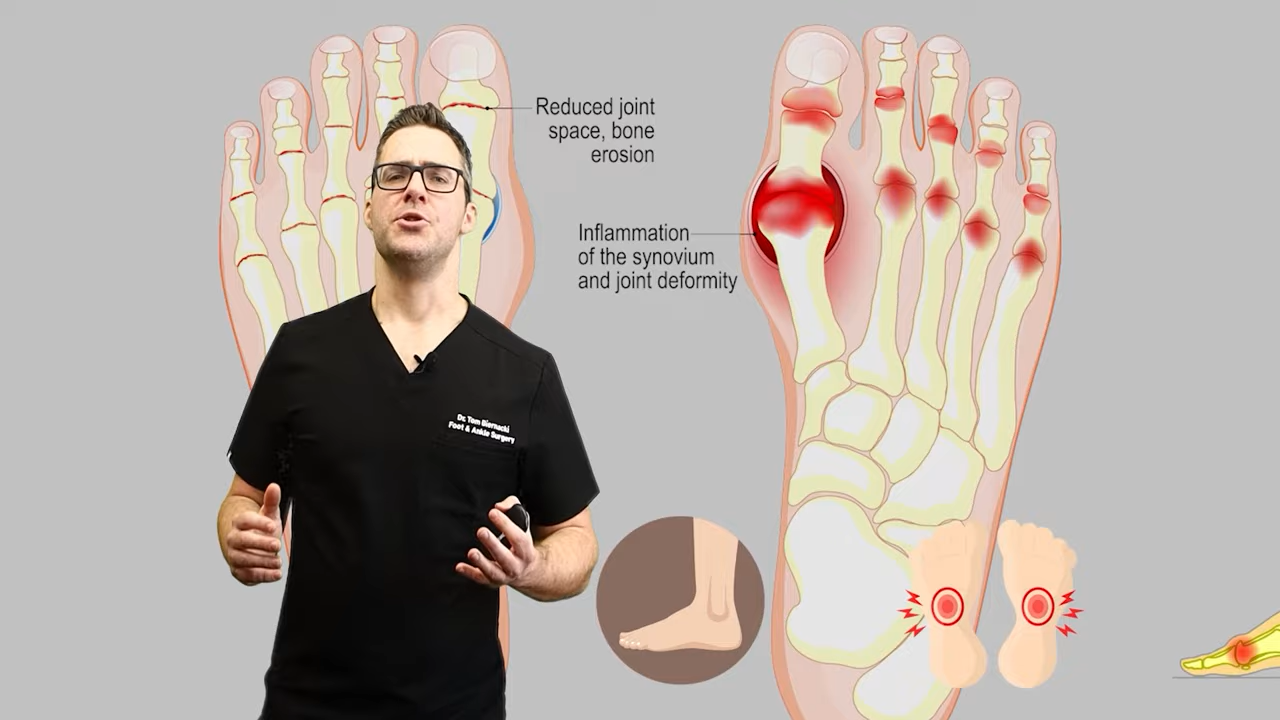 Reduced joint
space, bone
erosion
Inflammation
of the synovium
and joint deformity
Dr. Tom Biernacki
Foot & Ankle Surgery